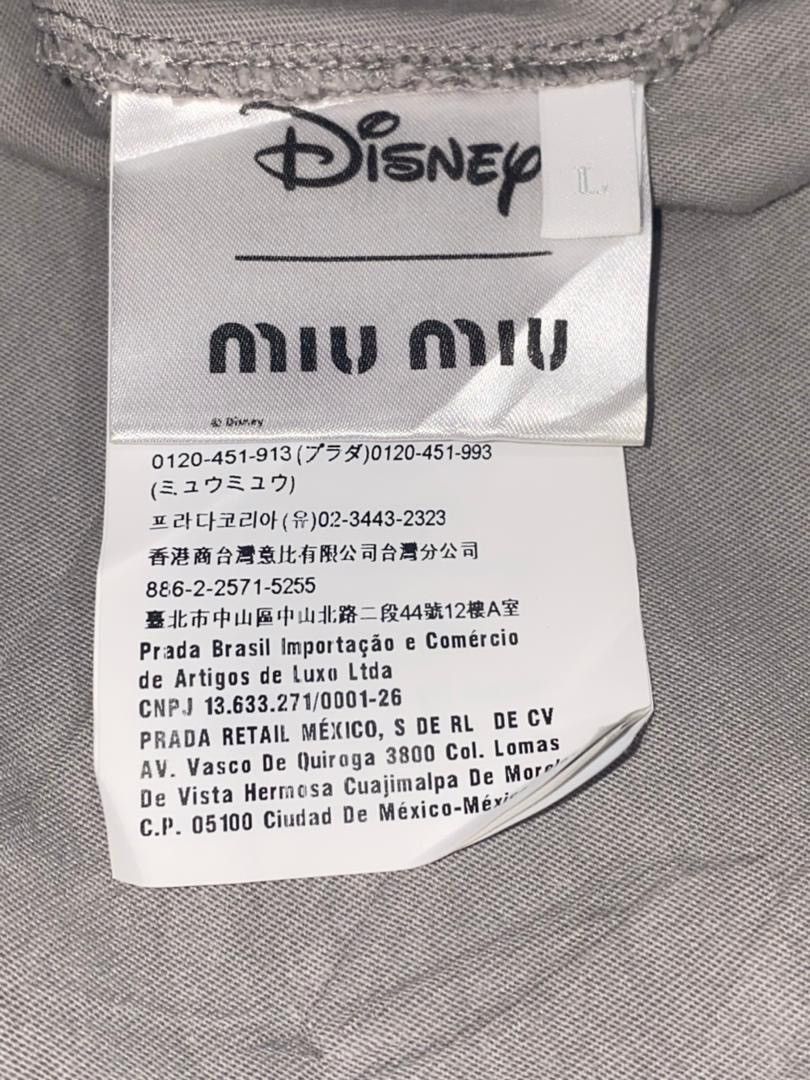 Disney
L
miu miu
© Disney
0120-451-913 (プラダ)0120-451-993
(ミュウミュウ)
프라다코리아(유)02-3443-2323
香港商台灣意比有限公司台灣分公司
886-2-2571-5255
臺北市中山區中山北路二段44號12樓A室
Prada Brasil Importação e Comércio
de Artigos de Luxo Ltda
CNPJ 13.633.271/0001-26
PRADA RETAIL MÉXICO, S DE RL DE CV
AV. Vasco De Quiroga 3800 Col. Lomas
De Vista Hermosa Cuajimalpa De
C.P. 05100 Ciudad De